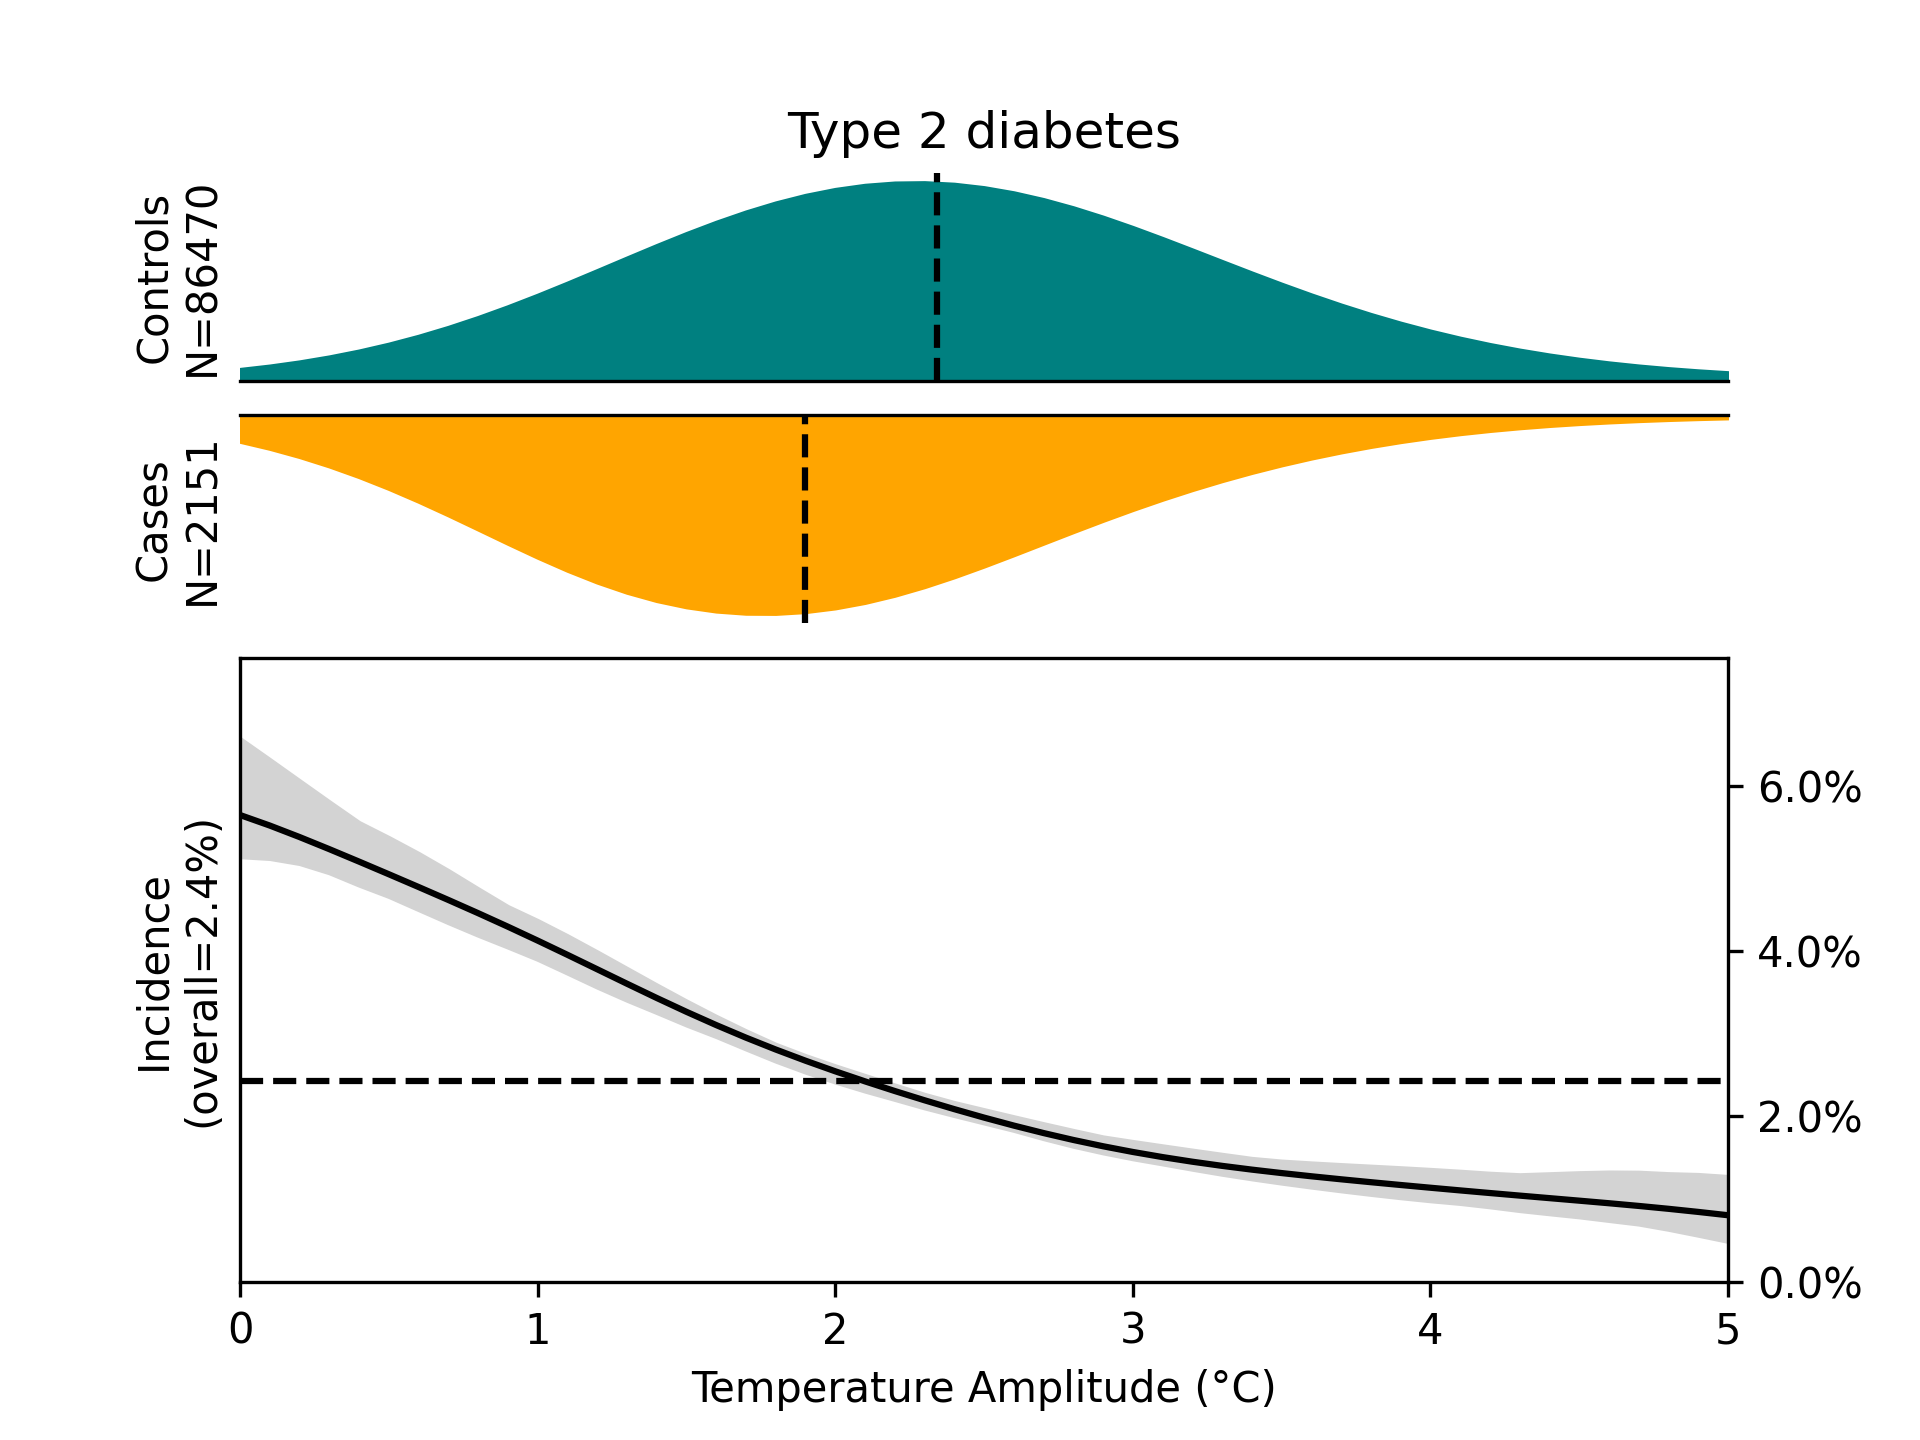 Type 2 diabetes
Controls
N=86470
Cases
N=2151
Incidence
(overall=2.4%)
6.0%
4.0%
2.0%
0.0%
0 1 2 3 4 5
Temperature Amplitude (°C)